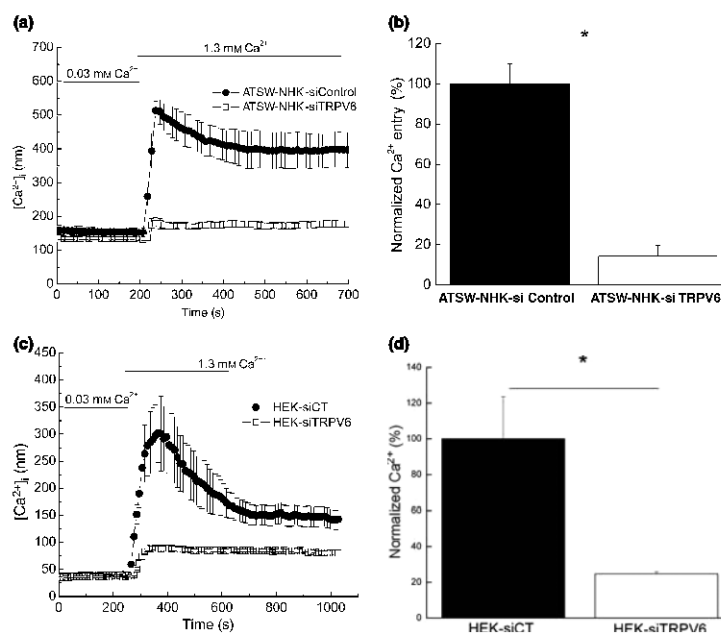 (a)
1.3 mM Ca²⁺
0.03 mM Ca²⁺
ATSW-NHK-siControl
ATSW-NHK-siTRPV6
600
500
400
300
200
100
0
[Ca²⁺]i (nm)
0 100 200 300 400 500 600 700
Time (s)
(b)
*
120
100
80
60
40
20
0
Normalized Ca²⁺ entry (%)
ATSW-NHK-si Control ATSW-NHK-si TRPV6
(c)
1.3 mM Ca²⁺
0.03 mM Ca²⁺
HEK-siCT
HEK-siTRPV6
450
400
350
300
250
200
150
100
50
0
[Ca²⁺]i (nm)
0 200 400 600 800 1000
Time (s)
(d)
*
140
120
100
80
60
40
20
0
Normalized Ca²⁺ (%)
HEK-siCT HEK-siTRPV6